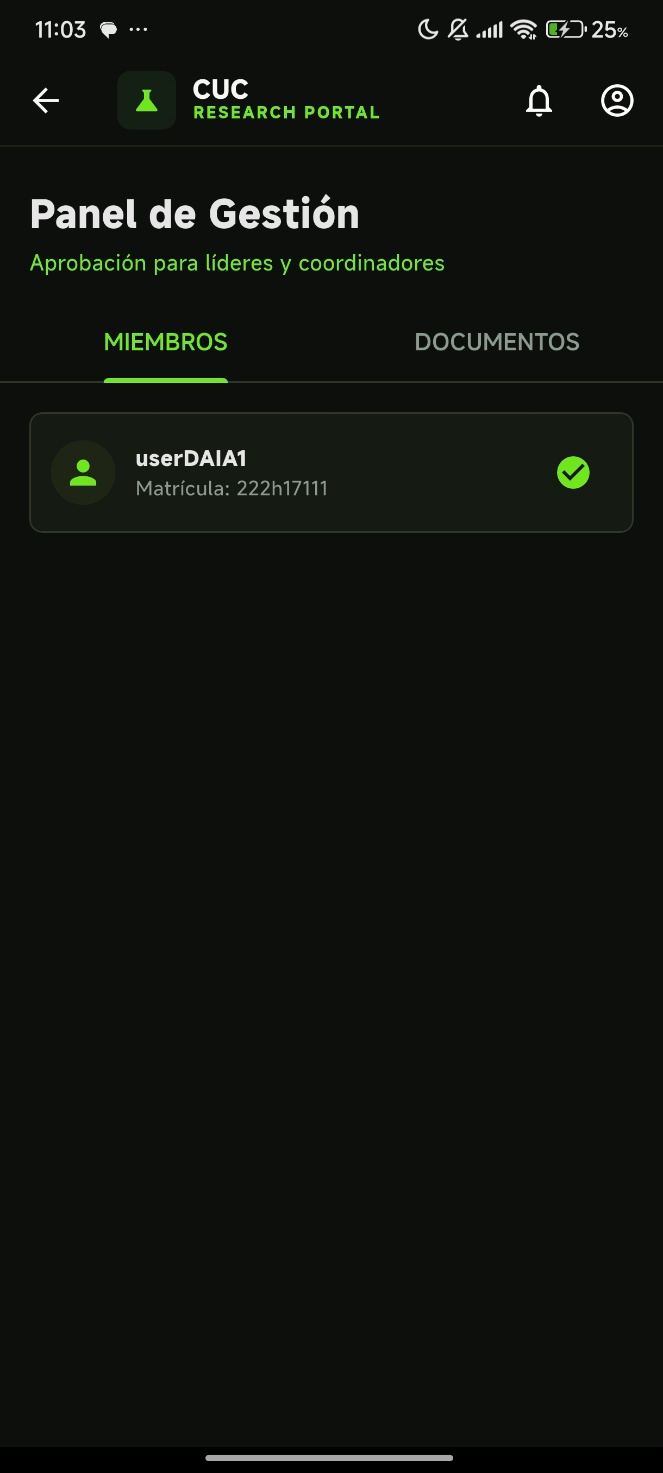 11:03
25%
CUC
RESEARCH PORTAL
Panel de Gestión
Aprobación para líderes y coordinadores
MIEMBROS
DOCUMENTOS
userDAIA1
Matrícula: 222h17111